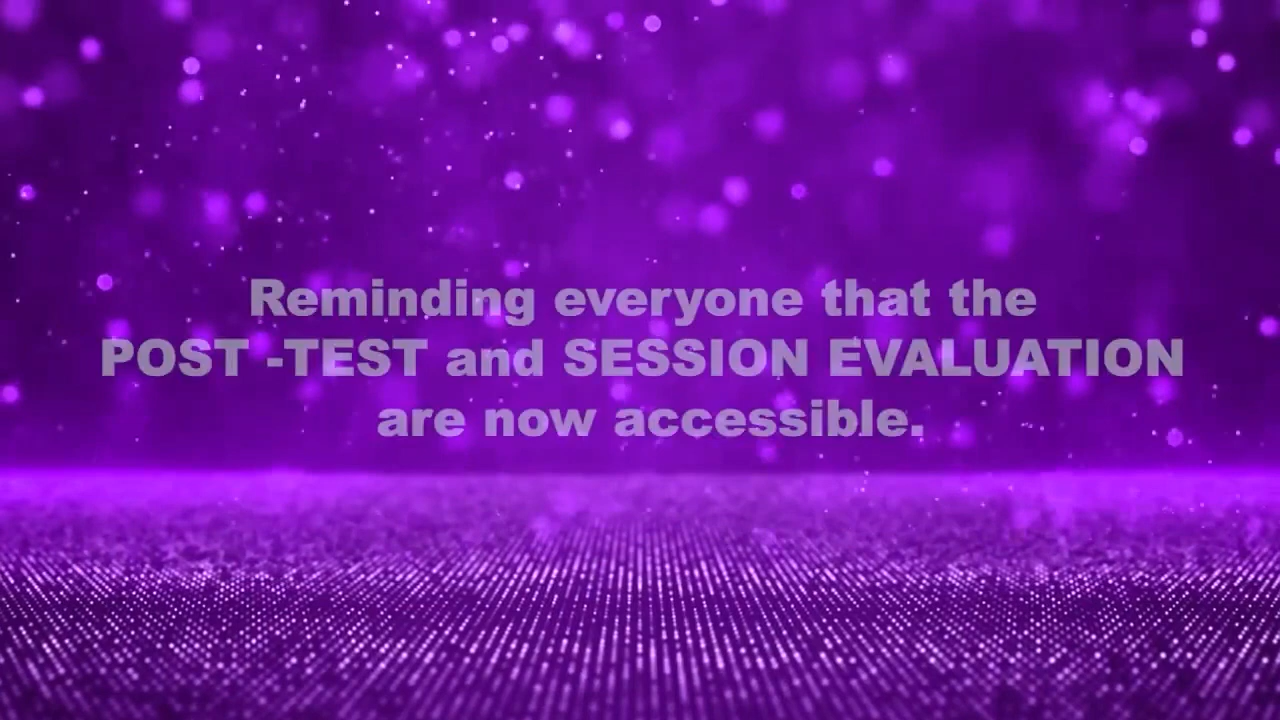 Reminding everyone that the
POST -TEST and SESSION EVALUATION
are now accessible.